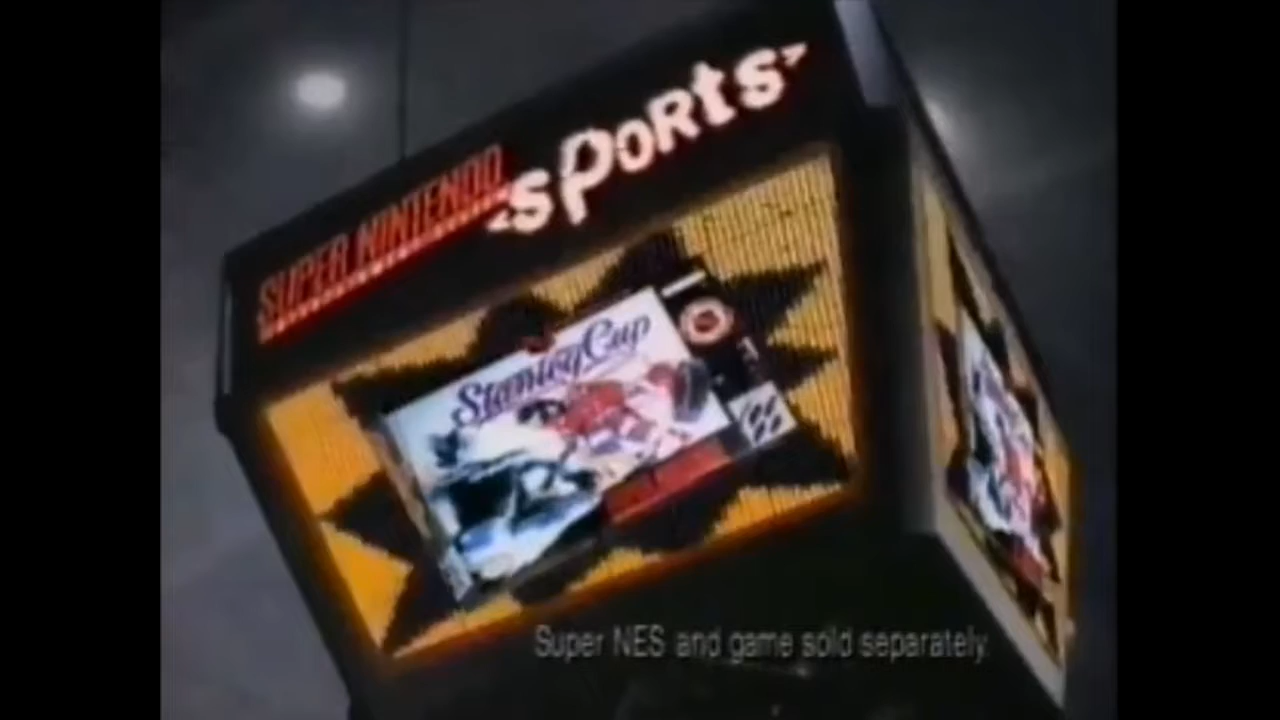 SUPER NINTENDO
sPoRts
Stanley Cup
Super NES and game sold separately.